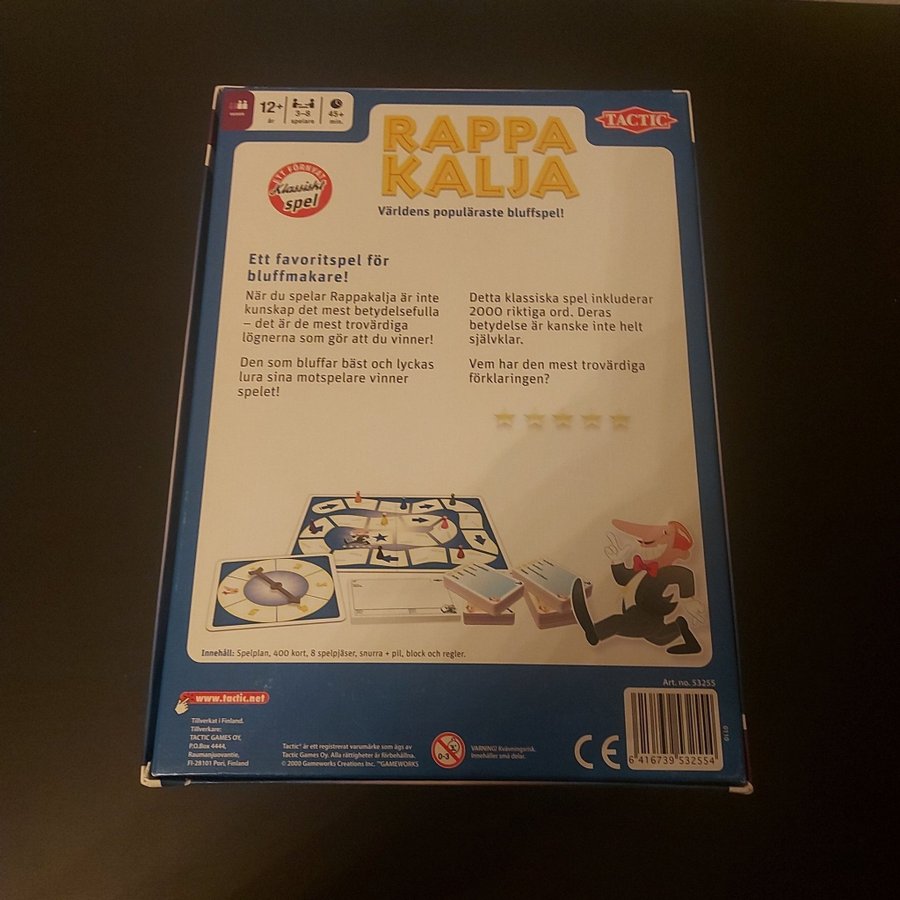 12+
år
3–8
spelare
45+
min.
RAPPA
KALJA
TACTIC
ETT FÖRNYAT
Klassiskt
spel
Världens populäraste bluffspel!
Ett favoritspel för
bluffmakare!
När du spelar Rappakalja är inte
kunskap det mest betydelsefulla
– det är de mest trovärdiga
lögnerna som gör att du vinner!
Den som bluffar bäst och lyckas
lura sina motspelare vinner
spelet!
Detta klassiska spel inkluderar
2000 riktiga ord. Deras
betydelse är kanske inte helt
självklar.
Vem har den mest trovärdiga
förklaringen?
Innehåll: Spelplan, 400 kort, 8 spelpjäser, snurra + pil, block och regler.
www.tactic.net
Tillverkat i Finland.
Tillverkare:
TACTIC GAMES OY,
P.O.Box 4444,
Raumanjuovantie,
FI-28101 Pori, Finland
Tactic® är ett registrerat varumärke som ägs av
Tactic Games Oy. Alla rättigheter är förbehållna.
© 2000 Gameworks Creations Inc. ™GAMEWORKS
0-3
VARNING! Kvävningsrisk.
Innehåller små delar.
CE
Art. no. 53255
6 416739 532554
0110